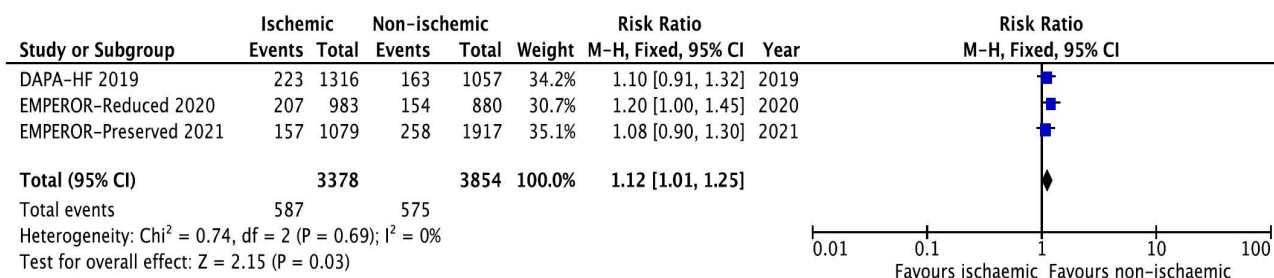 Ischemic Non-ischemic Risk Ratio Risk Ratio
Study or Subgroup Events Total Events Total Weight M-H, Fixed, 95% CI Year M-H, Fixed, 95% CI
DAPA-HF 2019 223 1316 163 1057 34.2% 1.10 [0.91, 1.32] 2019
EMPEROR-Reduced 2020 207 983 154 880 30.7% 1.20 [1.00, 1.45] 2020
EMPEROR-Preserved 2021 157 1079 258 1917 35.1% 1.08 [0.90, 1.30] 2021
Total (95% CI) 3378 3854 100.0% 1.12 [1.01, 1.25]
Total events 587 575
Heterogeneity: Chi² = 0.74, df = 2 (P = 0.69); I² = 0%
Test for overall effect: Z = 2.15 (P = 0.03)
0.01 0.1 1 10 100
Favours ischaemic Favours non-ischaemic